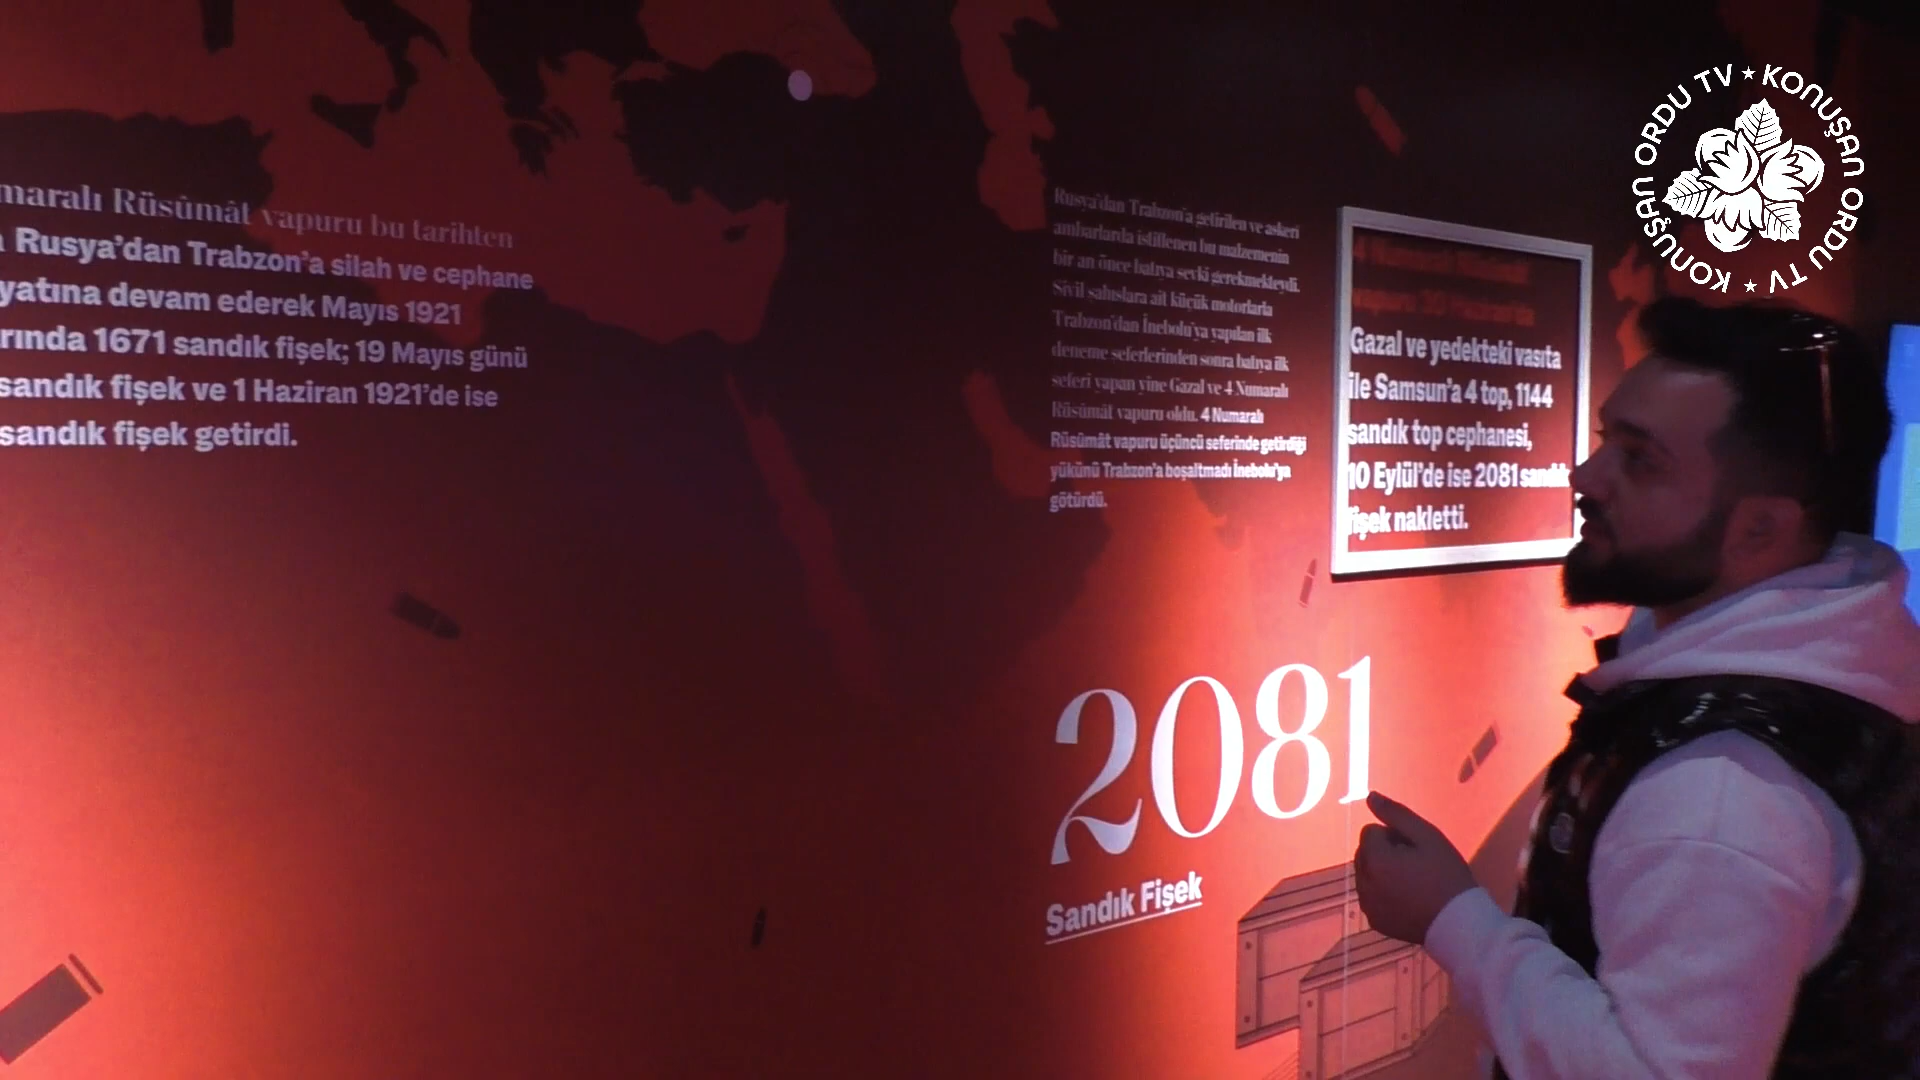 maralı Rüsûmât vapuru bu tarihten
Rusya'dan Trabzon'a silah ve cephane
yatına devam ederek Mayıs 1921
rında 1671 sandık fişek; 19 Mayıs günü
sandık fişek ve 1 Haziran 1921'de ise
sandık fişek getirdi.
Rusya'dan Trabzon'a getirilen ve askeri
ambarlarda istiflenen bu malzemenin
bir an önce batıya sevki gerekmekteydi.
Sivil şahıslara ait küçük motorlarla
Trabzon'dan İnebolu'ya yapılan ilk
deneme seferlerinden sonra batıya ilk
seferi yapan yine Gazal ve 4 Numaralı
Rüsûmât vapuru oldu. 4 Numaralı
Rüsûmât vapuru üçüncü seferinde getirdiği
yükünü Trabzon'a boşaltmadı İnebolu'ya
götürdü.
4 Numaralı Rüsûmât
vapuru 30
Gazal ve yedekteki vasıta
ile Samsun'a 4 top, 1144
sandık top cephanesi,
10 Eylül'de ise 2081 sandık
fişek nakletti.
2081
Sandık Fişek
KONUŞAN ORDU TV ★ KONUŞAN ORDU TV ★